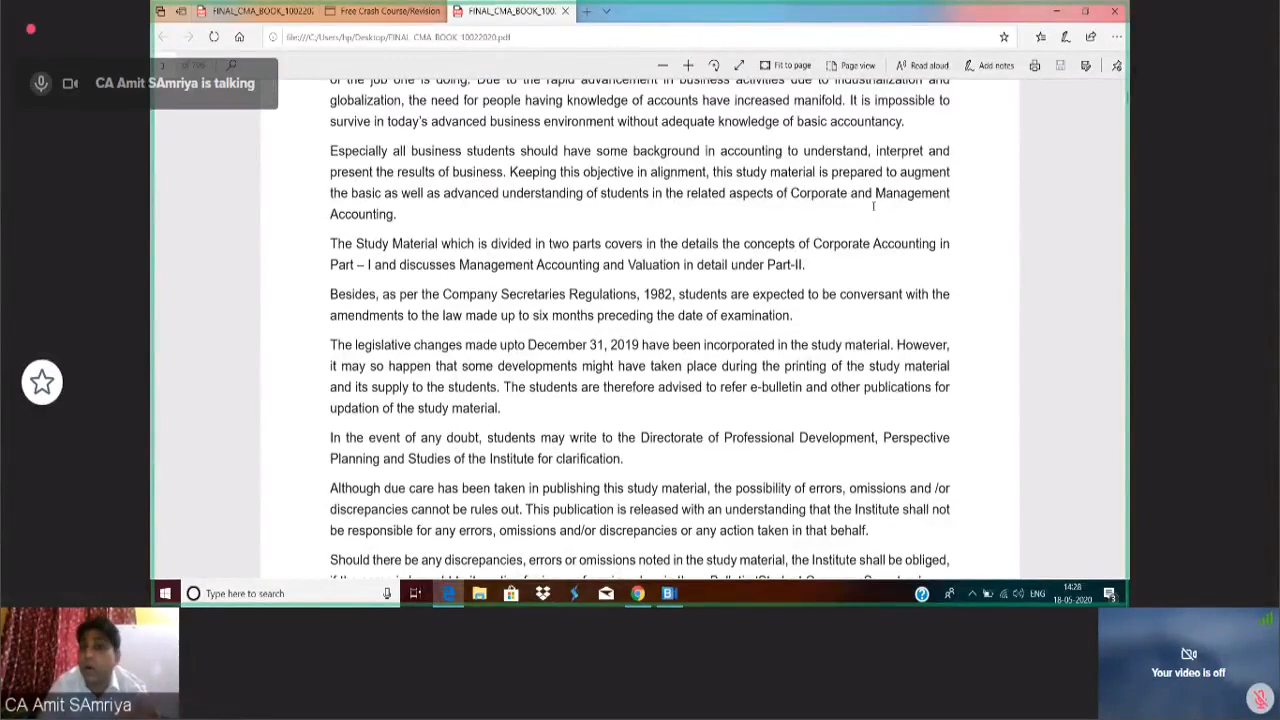 FINAL_CMA_BOOK_1002202
Free Crash Course/Revision
FINAL_CMA_BOOK_100.
file:///C:/Users/hp/Desktop/FINAL_CMA_BOOK_10022020.pdf
Fit to page
Page view
Read aloud
Add notes
CA Amit SAmriya is talking
of the job one is doing. Due to the rapid advancement in business activities due to industrialization and
globalization, the need for people having knowledge of accounts have increased manifold. It is impossible to
survive in today's advanced business environment without adequate knowledge of basic accountancy.
Especially all business students should have some background in accounting to understand, interpret and
present the results of business. Keeping this objective in alignment, this study material is prepared to augment
the basic as well as advanced understanding of students in the related aspects of Corporate and Management
Accounting.
The Study Material which is divided in two parts covers in the details the concepts of Corporate Accounting in
Part – I and discusses Management Accounting and Valuation in detail under Part-II.
Besides, as per the Company Secretaries Regulations, 1982, students are expected to be conversant with the
amendments to the law made up to six months preceding the date of examination.
The legislative changes made upto December 31, 2019 have been incorporated in the study material. However,
it may so happen that some developments might have taken place during the printing of the study material
and its supply to the students. The students are therefore advised to refer e-bulletin and other publications for
updation of the study material.
In the event of any doubt, students may write to the Directorate of Professional Development, Perspective
Planning and Studies of the Institute for clarification.
Although due care has been taken in publishing this study material, the possibility of errors, omissions and /or
discrepancies cannot be rules out. This publication is released with an understanding that the Institute shall not
be responsible for any errors, omissions and/or discrepancies or any action taken in that behalf.
Should there be any discrepancies, errors or omissions noted in the study material, the Institute shall be obliged,
Type here to search
ENG
14:28
18-05-2020
CA Amit SAmriya
Your video is off